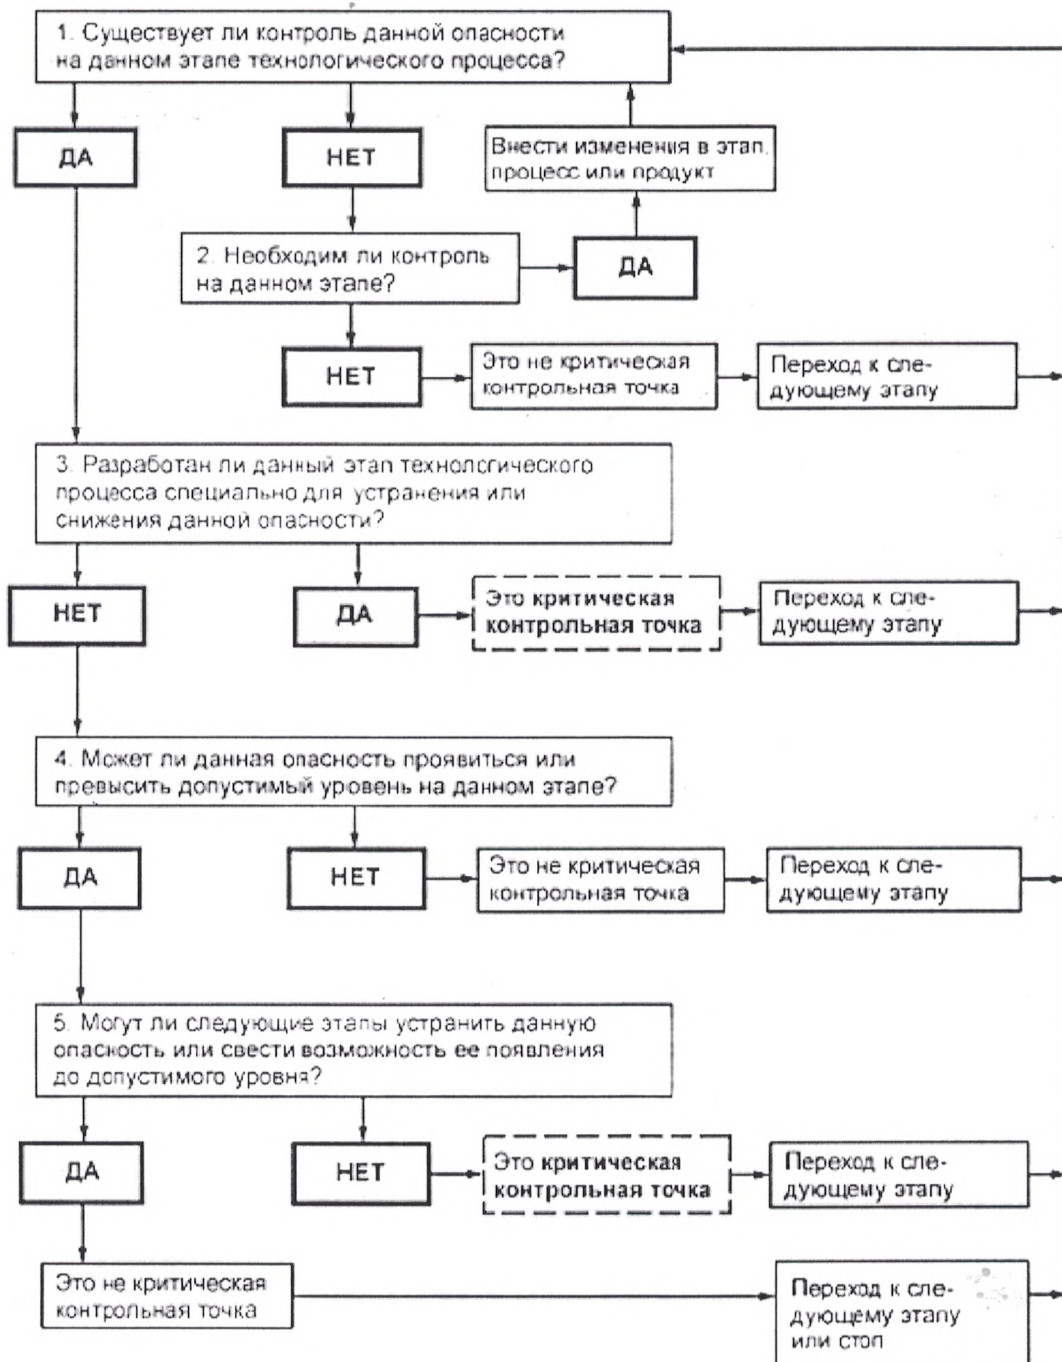 1. Существует ли контроль данной опасности
на данном этапе технологического процесса?
ДА
НЕТ
Внести изменения в этап,
процесс или продукт
2. Необходим ли контроль
на данном этапе?
ДА
НЕТ
Это не критическая
контрольная точка
Переход к сле-
дующему этапу
3. Разработан ли данный этап технологического
процесса специально для устранения или
снижения данной опасности?
НЕТ
ДА
Это критическая
контрольная точка
Переход к сле-
дующему этапу
4. Может ли данная опасность проявиться или
превысить допустимый уровень на данном этапе?
ДА
НЕТ
Это не критическая
контрольная точка
Переход к сле-
дующему этапу
5. Могут ли следующие этапы устранить данную
опасность или свести возможность ее появления
до допустимого уровня?
ДА
НЕТ
Это критическая
контрольная точка
Переход к сле-
дующему этапу
Это не критическая
контрольная точка
Переход к сле-
дующему этапу
или стоп